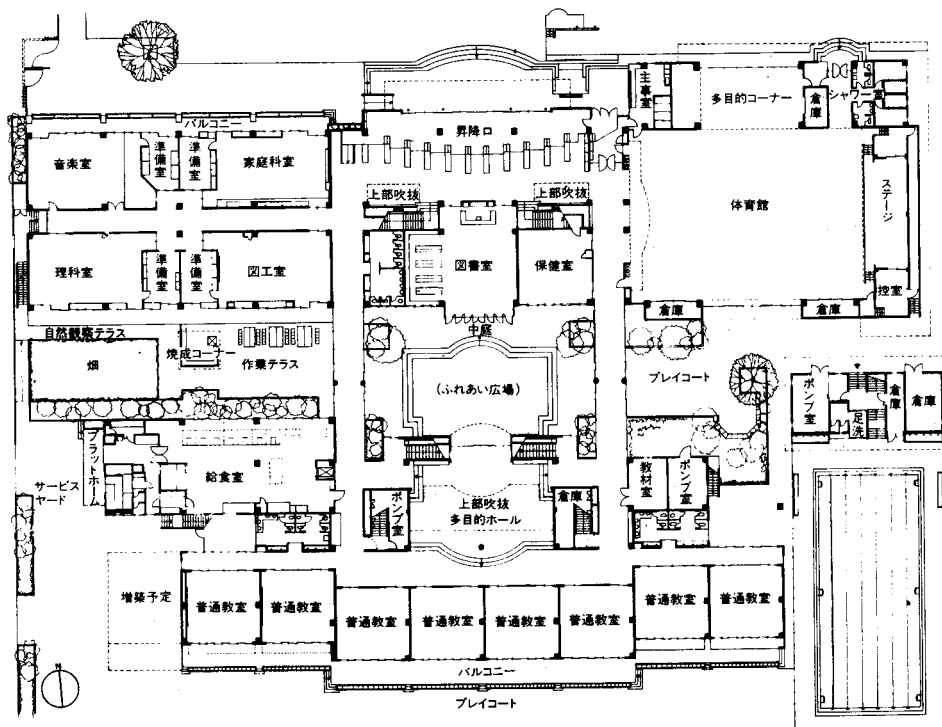 主事室
多目的コーナー
倉庫
シャワー室
バルコニー
昇降口
音楽室
準備室
準備室
家庭科室
上部吹抜
上部吹抜
体育館
ステージ
理科室
準備室
準備室
図工室
図書室
保健室
控室
倉庫
倉庫
中庭
自然観察テラス
焼成コーナー
作業テラス
畑
(ふれあい広場)
プレイコート
ポンプ室
足洗
倉庫
倉庫
プラットホーム
給食室
サービス
ヤード
ポンプ室
上部吹抜
多目的ホール
倉庫
教材室
ポンプ室
増築予定
普通教室
普通教室
普通教室
普通教室
普通教室
普通教室
普通教室
普通教室
バルコニー
プレイコート
N